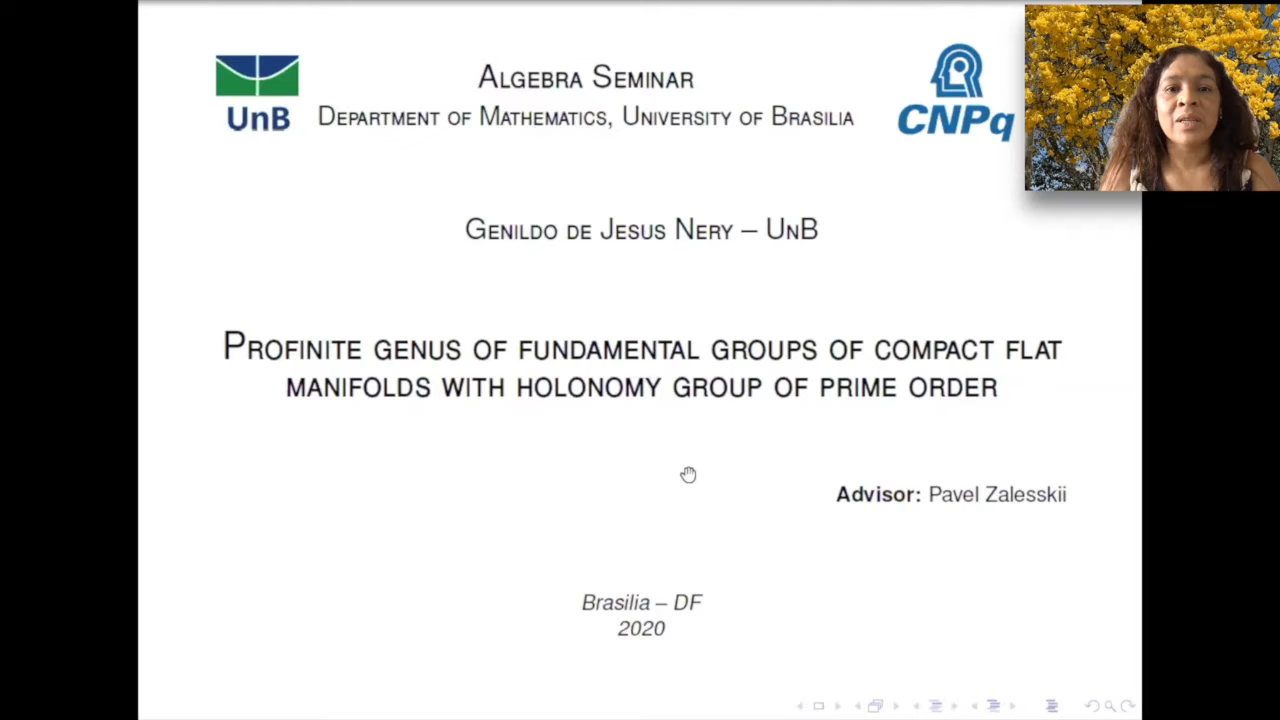 ALGEBRA SEMINAR
DEPARTMENT OF MATHEMATICS, UNIVERSITY OF BRASILIA
UnB
CNPq
GENILDO DE JESUS NERY – UNB
PROFINITE GENUS OF FUNDAMENTAL GROUPS OF COMPACT FLAT
MANIFOLDS WITH HOLONOMY GROUP OF PRIME ORDER
Advisor: Pavel Zalesskii
Brasilia – DF
2020